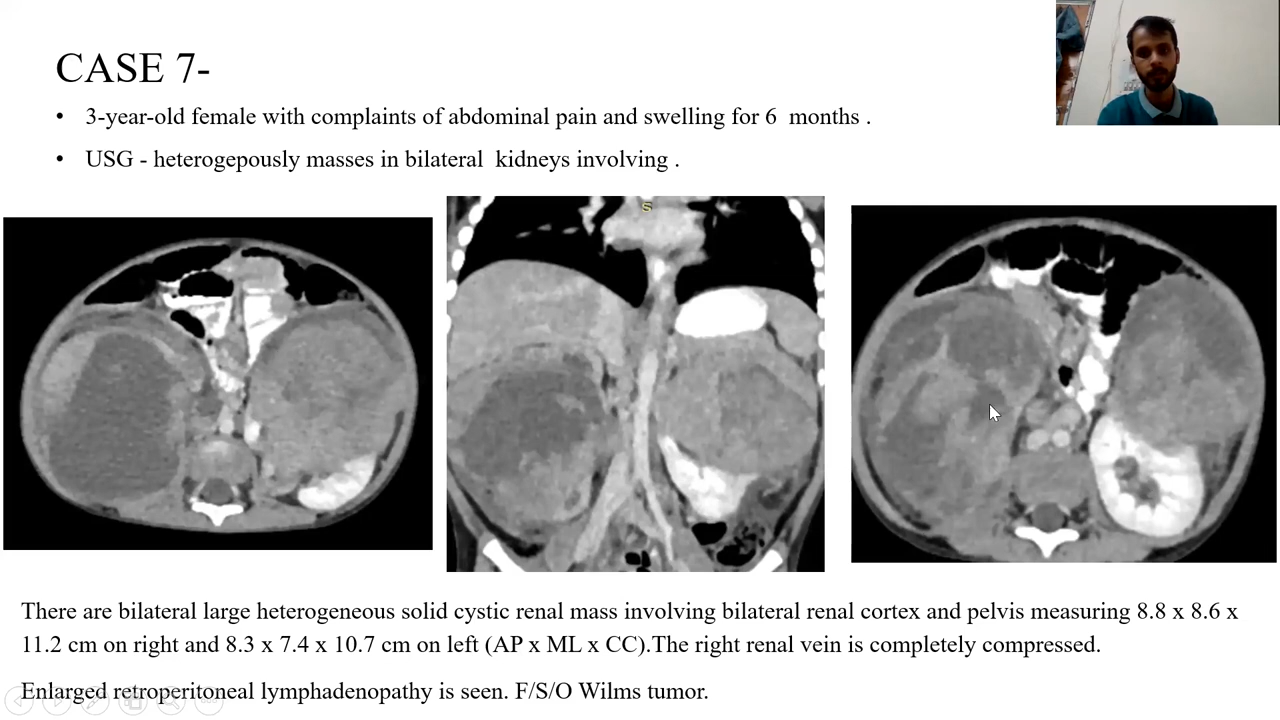 CASE 7-
• 3-year-old female with complaints of abdominal pain and swelling for 6 months .
• USG - heterogepously masses in bilateral kidneys involving .
S
There are bilateral large heterogeneous solid cystic renal mass involving bilateral renal cortex and pelvis measuring 8.8 x 8.6 x
11.2 cm on right and 8.3 x 7.4 x 10.7 cm on left (AP x ML x CC).The right renal vein is completely compressed.
Enlarged retroperitoneal lymphadenopathy is seen. F/S/O Wilms tumor.